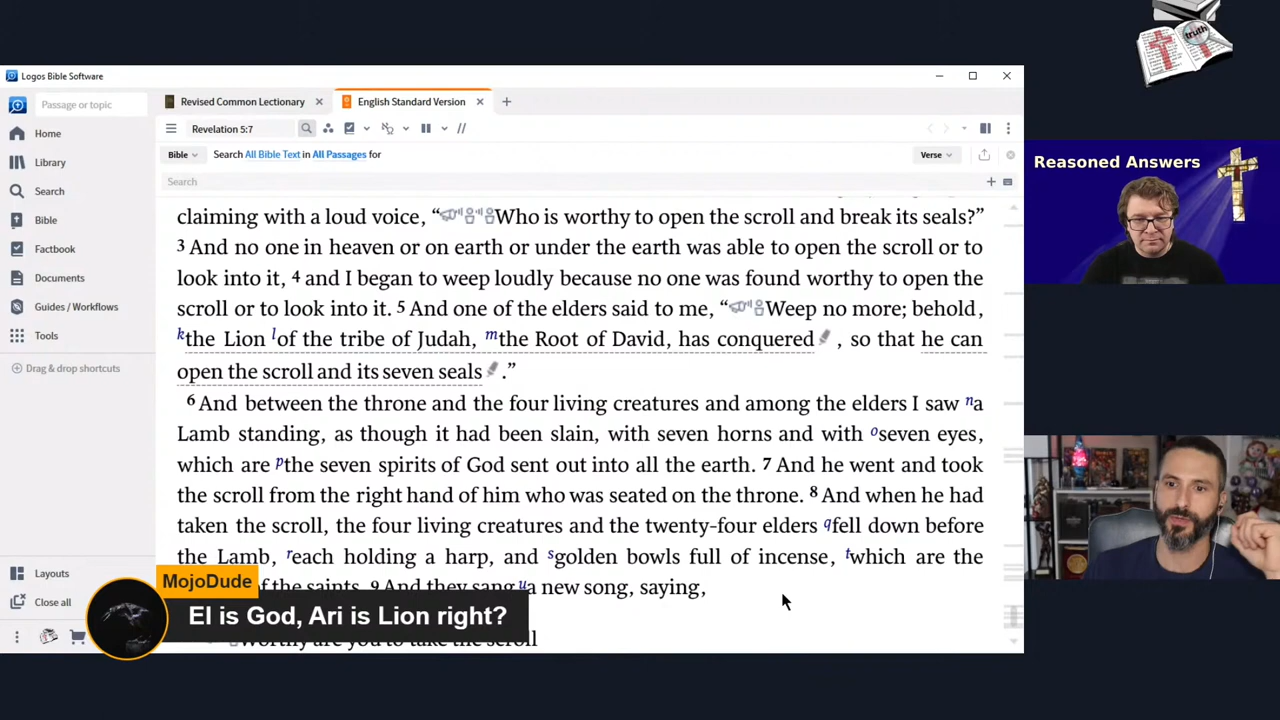 Logos Bible Software
Passage or topic
Revised Common Lectionary
English Standard Version
Home
Library
Search
Bible
Factbook
Documents
Guides / Workflows
Tools
Drag & drop shortcuts
Layouts
Close all
Revelation 5:7
Bible
Search All Bible Text in All Passages for
Verse
Search
claiming with a loud voice, “Who is worthy to open the scroll and break its seals?”
3 And no one in heaven or on earth or under the earth was able to open the scroll or to
look into it, 4 and I began to weep loudly because no one was found worthy to open the
scroll or to look into it. 5 And one of the elders said to me, “Weep no more; behold,
k the Lion l of the tribe of Judah, m the Root of David, has conquered , so that he can
open the scroll and its seven seals .”
6 And between the throne and the four living creatures and among the elders I saw n a
Lamb standing, as though it had been slain, with seven horns and with o seven eyes,
which are p the seven spirits of God sent out into all the earth. 7 And he went and took
the scroll from the right hand of him who was seated on the throne. 8 And when he had
taken the scroll, the four living creatures and the twenty-four elders q fell down before
the Lamb, r each holding a harp, and s golden bowls full of incense, t which are the
of the saints. 9 And they sang u a new song, saying,
Worthy are you to take the scroll
MojoDude
El is God, Ari is Lion right?
truth
Reasoned Answers